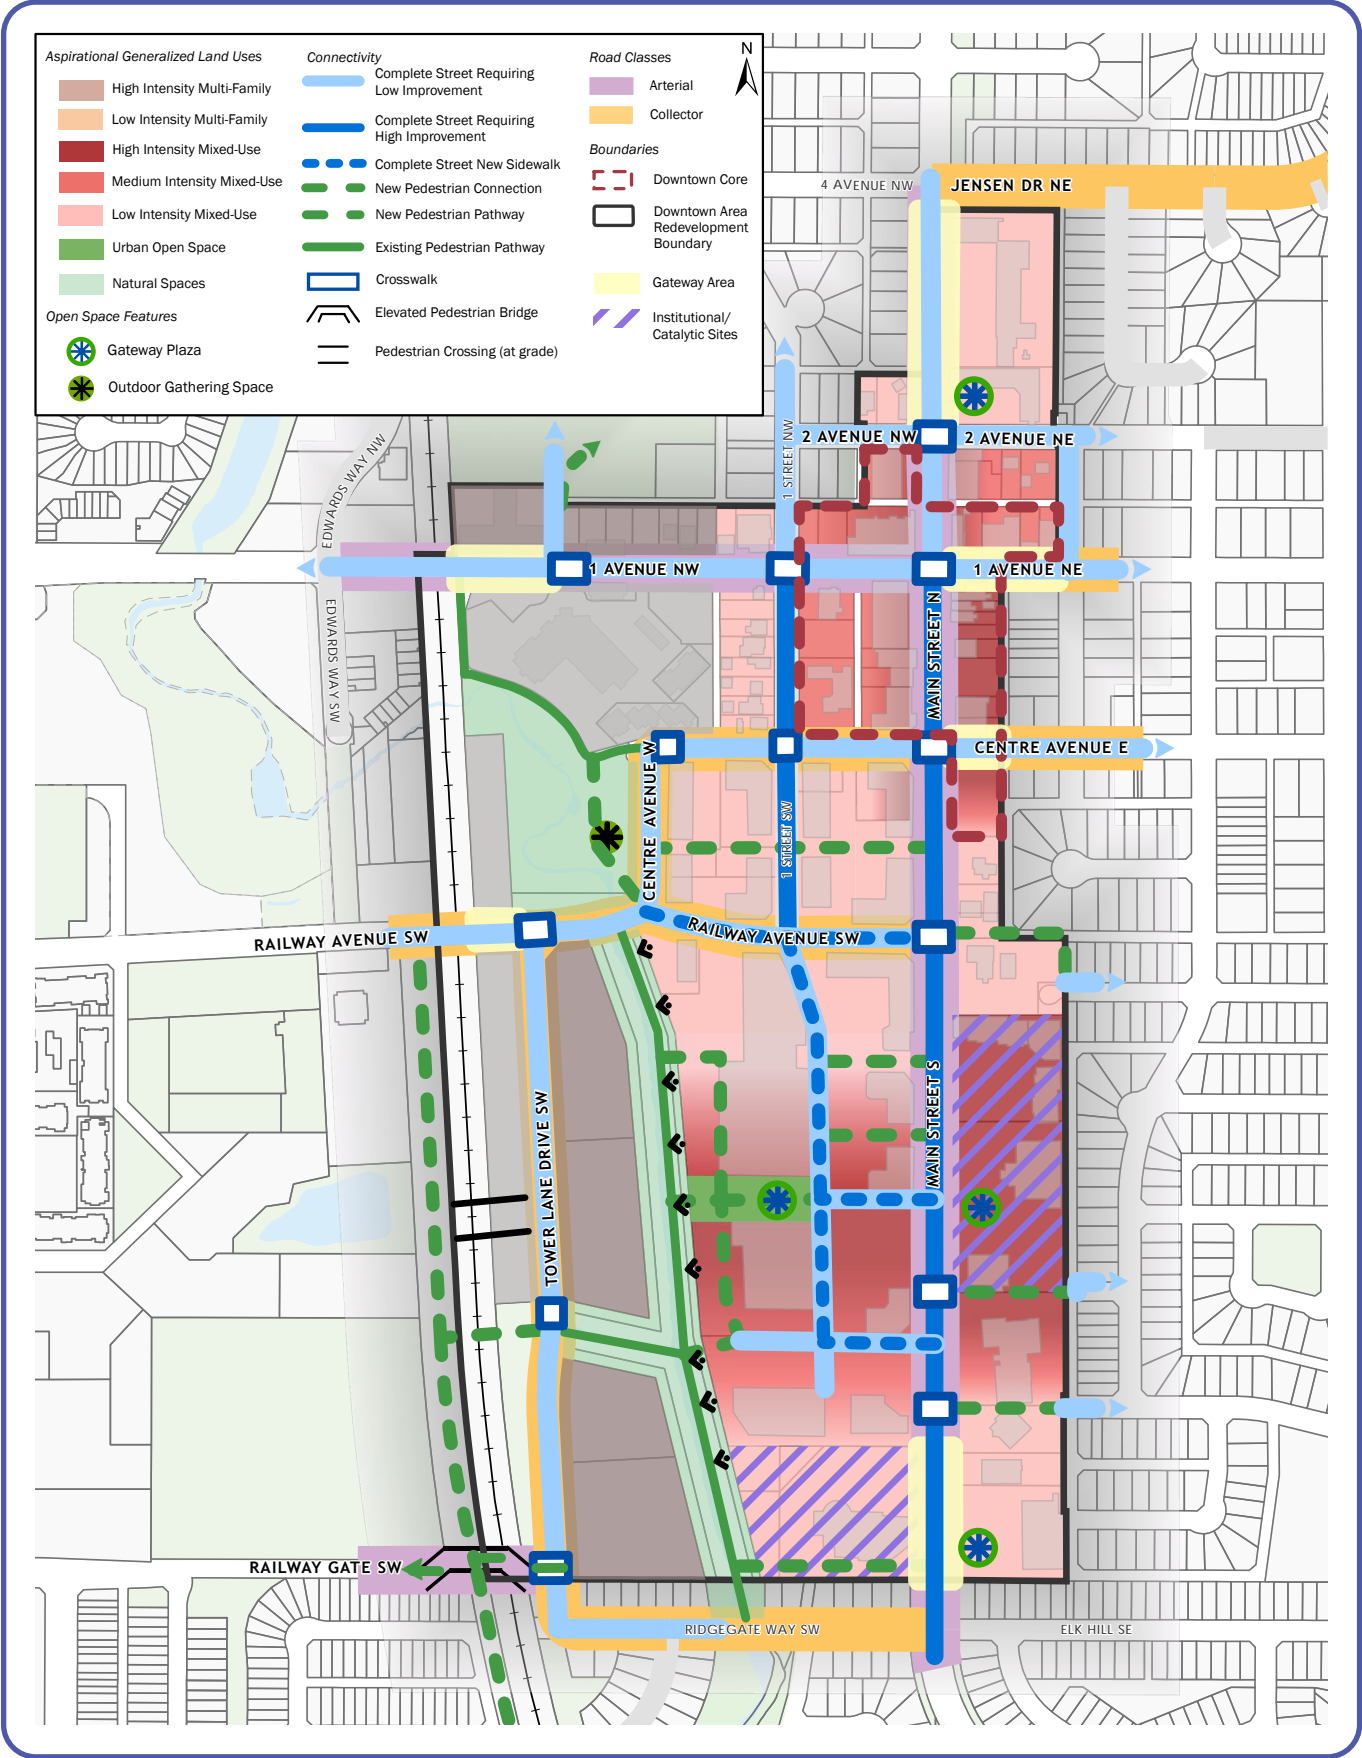 Aspirational Generalized Land Uses
High Intensity Multi-Family
Low Intensity Multi-Family
High Intensity Mixed-Use
Medium Intensity Mixed-Use
Low Intensity Mixed-Use
Urban Open Space
Natural Spaces
Open Space Features
Gateway Plaza
Outdoor Gathering Space
Connectivity
Complete Street Requiring
Low Improvement
Complete Street Requiring
High Improvement
Complete Street New Sidewalk
New Pedestrian Connection
New Pedestrian Pathway
Existing Pedestrian Pathway
Crosswalk
Elevated Pedestrian Bridge
Pedestrian Crossing (at grade)
Road Classes
Arterial
Collector
Boundaries
Downtown Core
Downtown Area
Redevelopment
Boundary
Gateway Area
Institutional/
Catalytic Sites
N
4 AVENUE NW
JENSEN DR NE
2 AVENUE NW
2 AVENUE NE
1 STREET NW
EDWARDS WAY NW
1 AVENUE NW
1 AVENUE NE
EDWARDS WAY SW
MAIN STREET N
CENTRE AVENUE W
CENTRE AVENUE E
1 STREET SW
RAILWAY AVENUE SW
RAILWAY AVENUE SW
MAIN STREET S
TOWER LANE DRIVE SW
RAILWAY GATE SW
RIDGEGATE WAY SW
ELK HILL SE